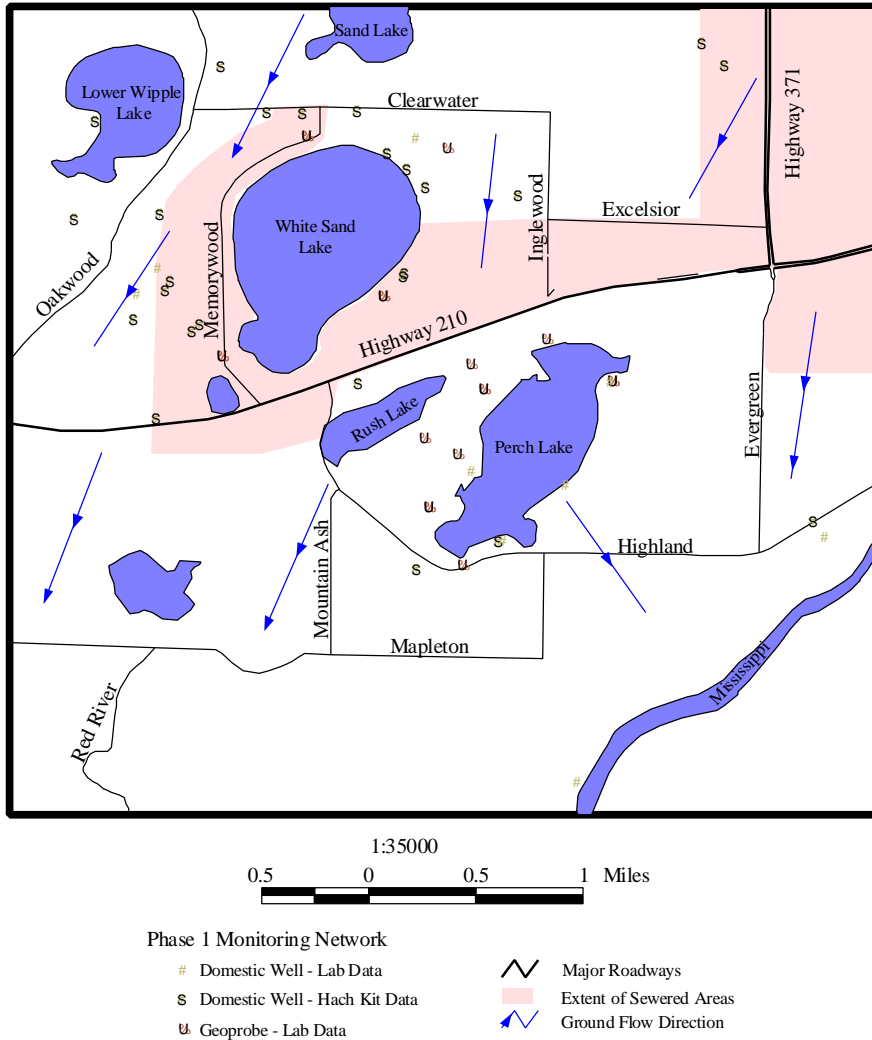 Sand Lake
Lower Wipple
Lake
Clearwater
Highway 371
White Sand
Lake
Inglewood
Excelsior
Oakwood
Memorywood
Highway 210
Evergreen
Rush Lake
Perch Lake
Mountain Ash
Highland
Mapleton
Mississippi
Red River
1:35000
0.5 0 0.5 1 Miles
Phase 1 Monitoring Network
# Domestic Well - Lab Data
S Domestic Well - Hach Kit Data
Geoprobe - Lab Data
Major Roadways
Extent of Sewered Areas
Ground Flow Direction